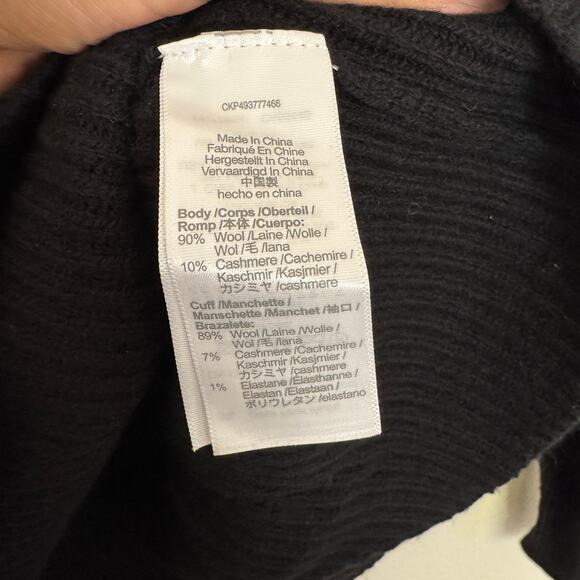 CKP493777466
Made In China
Fabriqué En Chine
Hergestellt In China
Vervaardigd In China
中国製
hecho en china
Body /Corps /Oberteil /
Romp /本体 /Cuerpo:
90% Wool /Laine /Wolle /
Wol /毛 /lana
10% Cashmere /Cachemire /
Kaschmir /Kasjmier /
カシミヤ /cashmere
Cuff /Manchette /
Manschette /Manchet /袖口 /
Brazalete:
89% Wool /Laine /Wolle /
Wol /毛 /lana
7% Cashmere /Cachemire /
Kaschmir /Kasjmier /
カシミヤ /cashmere
1% Elastane /Élasthanne /
Elastan /Elastaan /
ポリウレタン /elastano